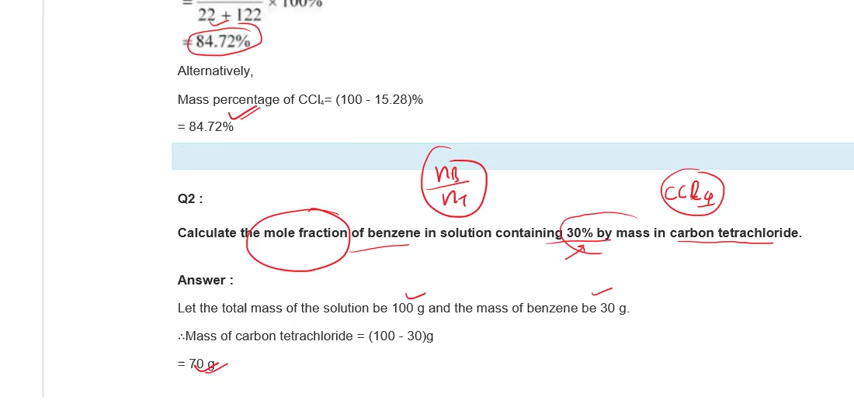 22 + 122
× 100%
= 84.72%
Alternatively,
Mass percentage of CCl₄= (100 - 15.28)%
= 84.72%
nB
nT
CCl4
Q2 :
Calculate the mole fraction of benzene in solution containing 30% by mass in carbon tetrachloride.
Answer :
Let the total mass of the solution be 100 g and the mass of benzene be 30 g.
∴Mass of carbon tetrachloride = (100 - 30)g
= 70 g